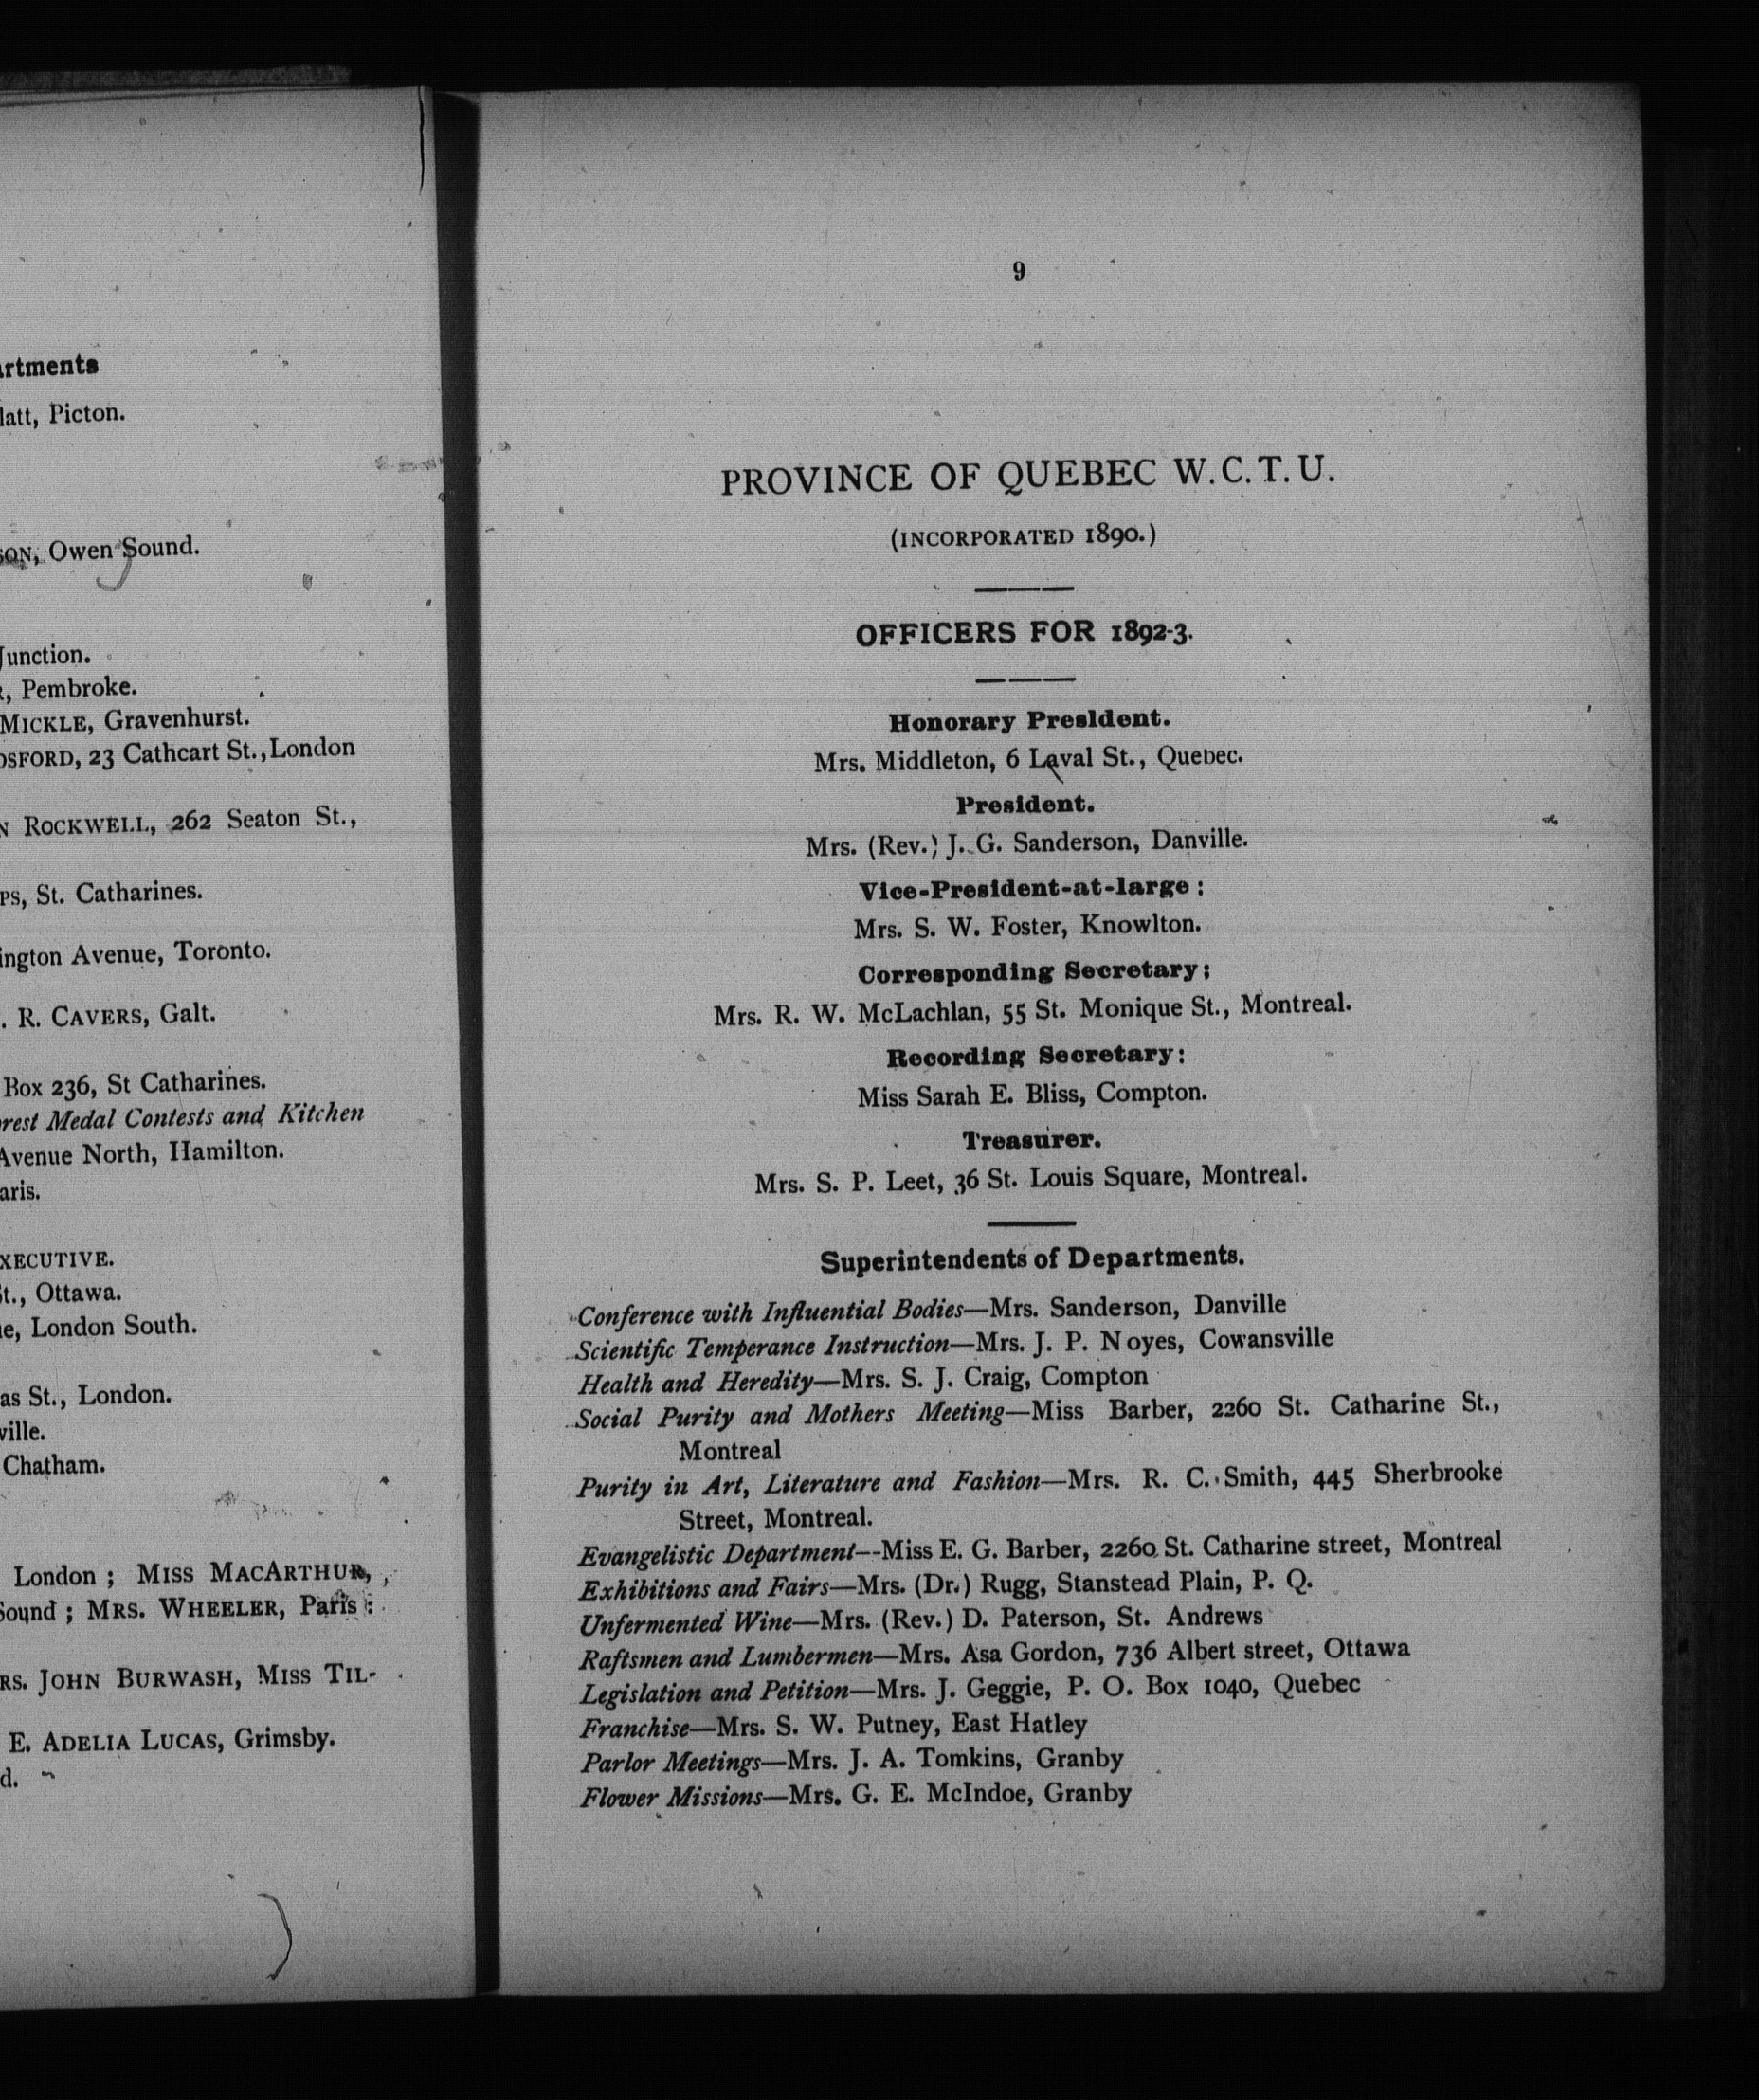 artments
latt, Picton.
SON, Owen Sound.
Junction.
R, Pembroke.
MICKLE, Gravenhurst.
DSFORD, 23 Cathcart St., London
N ROCKWELL, 262 Seaton St.,
PS, St. Catharines.
ington Avenue, Toronto.
. R. CAVERS, Galt.
Box 236, St Catharines.
rest Medal Contests and Kitchen
Avenue North, Hamilton.
aris.
XECUTIVE.
St., Ottawa.
ue, London South.
as St., London.
ville.
Chatham.
London ; MISS MACARTHUR,
Sound ; MRS. WHEELER, Paris :
RS. JOHN BURWASH, MISS TIL-
E. ADELIA LUCAS, Grimsby.
d.
9
PROVINCE OF QUEBEC W.C.T.U.
(INCORPORATED 1890.)
OFFICERS FOR 1892-3.
Honorary President.
Mrs. Middleton, 6 Laval St., Quebec.
President.
Mrs. (Rev.) J. G. Sanderson, Danville.
Vice-President-at-large :
Mrs. S. W. Foster, Knowlton.
Corresponding Secretary;
Mrs. R. W. McLachlan, 55 St. Monique St., Montreal.
Recording Secretary:
Miss Sarah E. Bliss, Compton.
Treasurer.
Mrs. S. P. Leet, 36 St. Louis Square, Montreal.
Superintendents of Departments.
Conference with Influential Bodies—Mrs. Sanderson, Danville
Scientific Temperance Instruction—Mrs. J. P. Noyes, Cowansville
Health and Heredity—Mrs. S. J. Craig, Compton
Social Purity and Mothers Meeting—Miss Barber, 2260 St. Catharine St.,
Montreal
Purity in Art, Literature and Fashion—Mrs. R. C. Smith, 445 Sherbrooke
Street, Montreal.
Evangelistic Department--Miss E. G. Barber, 2260 St. Catharine street, Montreal
Exhibitions and Fairs—Mrs. (Dr.) Rugg, Stanstead Plain, P. Q.
Unfermented Wine—Mrs. (Rev.) D. Paterson, St. Andrews
Raftsmen and Lumbermen—Mrs. Asa Gordon, 736 Albert street, Ottawa
Legislation and Petition—Mrs. J. Geggie, P. O. Box 1040, Quebec
Franchise—Mrs. S. W. Putney, East Hatley
Parlor Meetings—Mrs. J. A. Tomkins, Granby
Flower Missions—Mrs. G. E. McIndoe, Granby